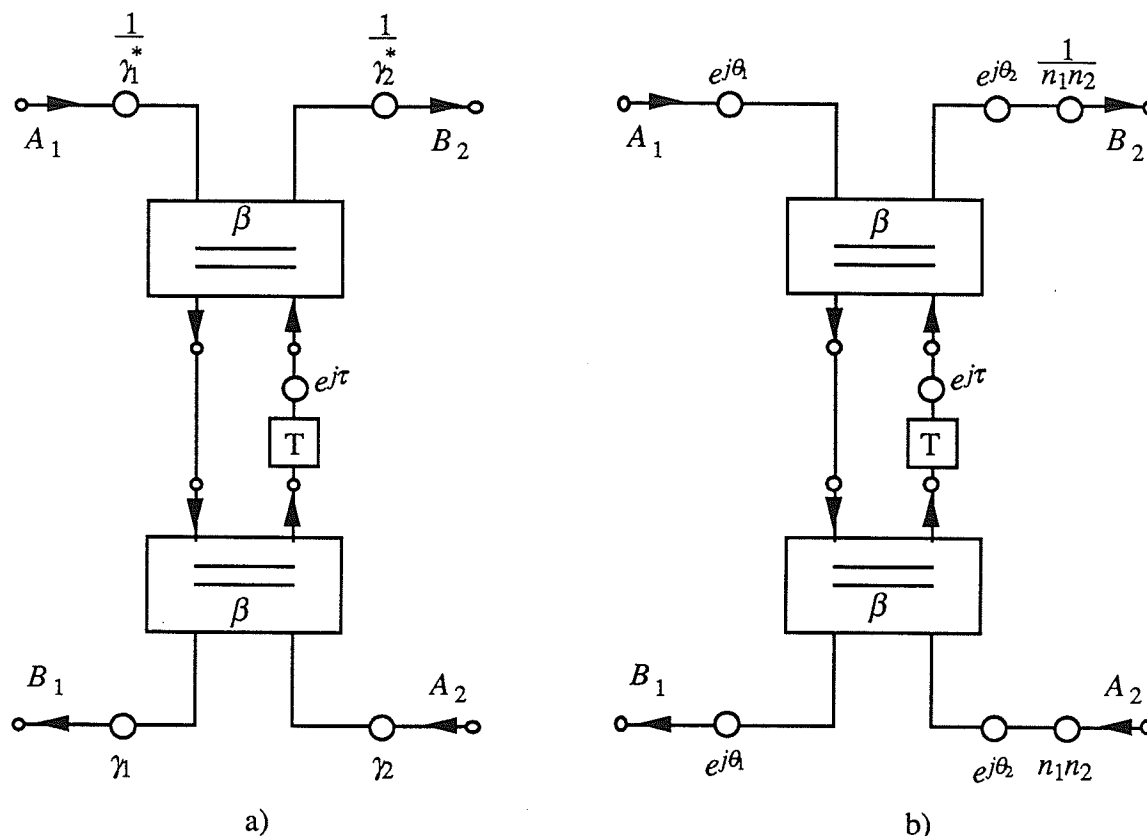 1
γ₁*
1
γ₂*
A₁
B₂
β
e^{jτ}
T
β
B₁
A₂
γ₁
γ₂
a)
e^{jθ₁}
e^{jθ₂}
1
n₁n₂
A₁
B₂
β
e^{jτ}
T
β
B₁
A₂
e^{jθ₁}
e^{jθ₂}
n₁n₂
b)